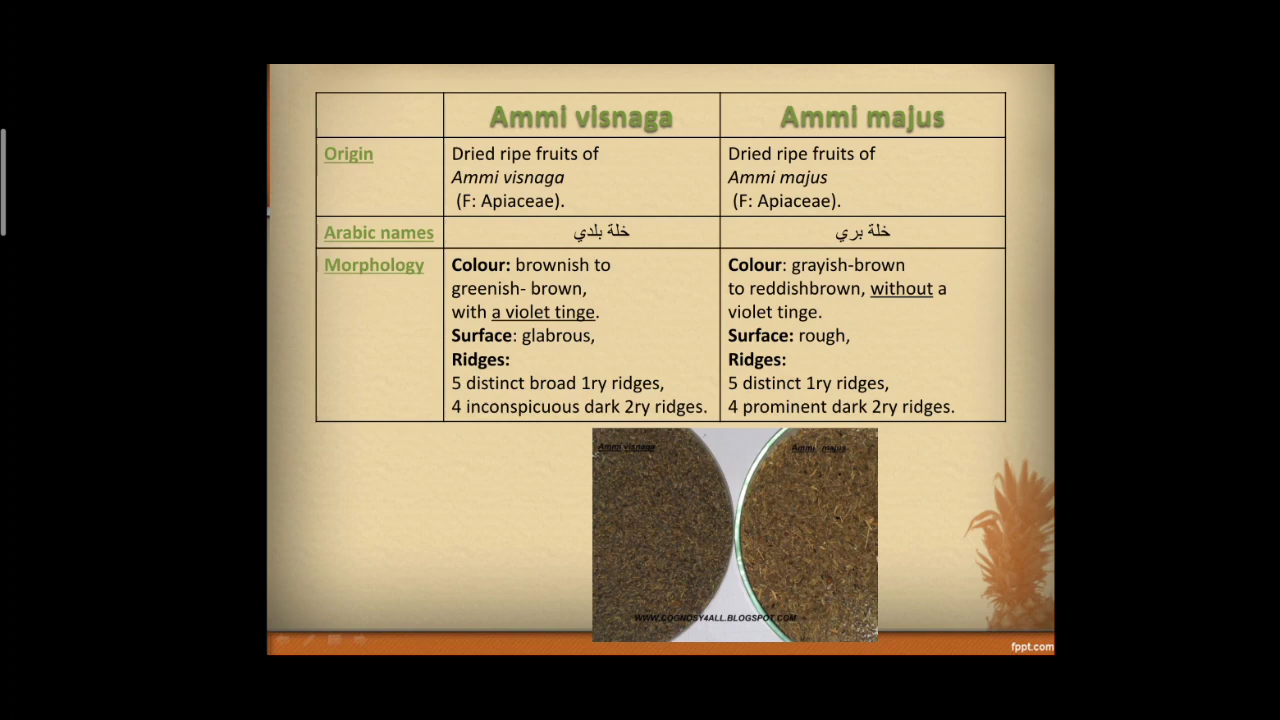 Ammi visnaga
Ammi majus
Origin
Dried ripe fruits of
Ammi visnaga
(F: Apiaceae).
Dried ripe fruits of
Ammi majus
(F: Apiaceae).
Arabic names
خلة بلدي
خلة بري
Morphology
Colour: brownish to
greenish- brown,
with a violet tinge.
Surface: glabrous,
Ridges:
5 distinct broad 1ry ridges,
4 inconspicuous dark 2ry ridges.
Colour: grayish-brown
to reddishbrown, without a
violet tinge.
Surface: rough,
Ridges:
5 distinct 1ry ridges,
4 prominent dark 2ry ridges.
Ammi visnaga
Ammi majus
WWW.COGNOSY4ALL.BLOGSPOT.COM
fppt.com